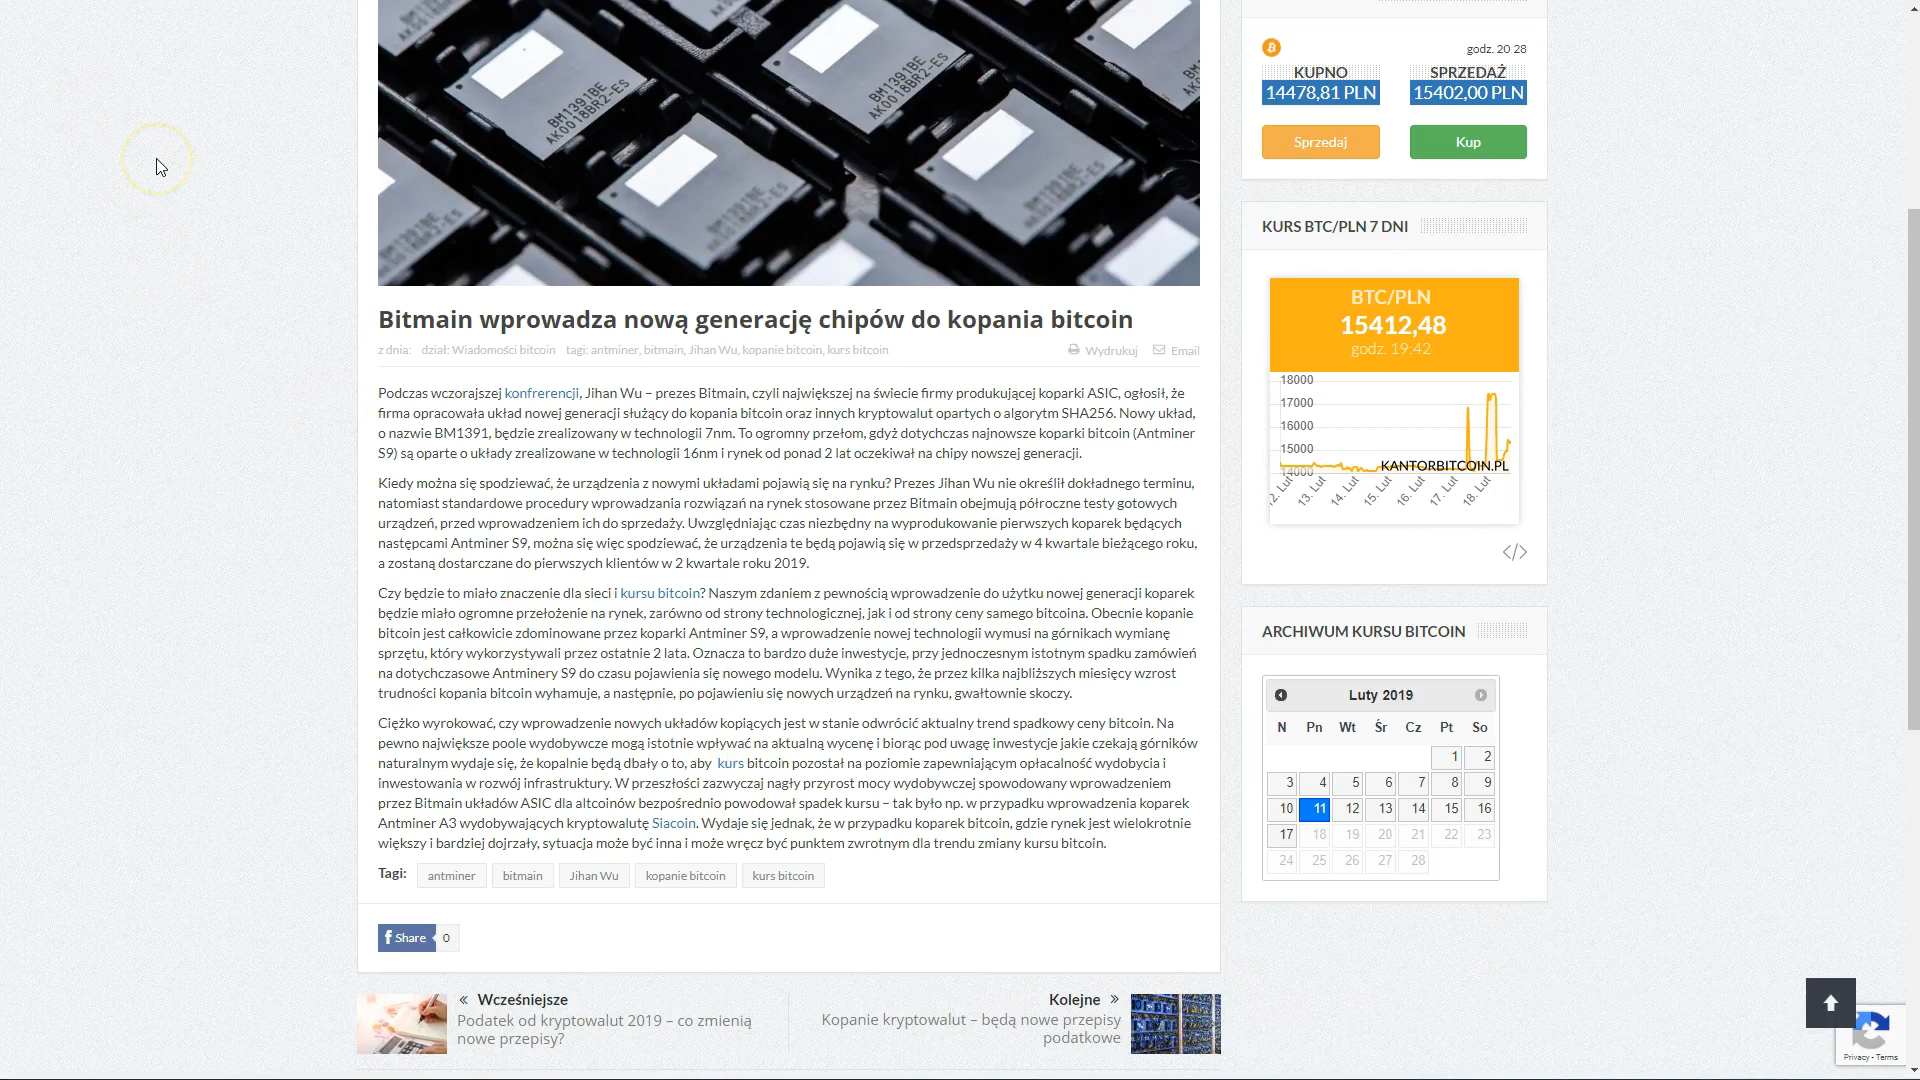 BM1391BE
AK0018BR2-ES
BM1391BE
AK0018BR2-ES
Bitmain wprowadza nową generację chipów do kopania bitcoin
z dnia: dział: Wiadomości bitcoin tagi: antminer, bitmain, Jihan Wu, kopanie bitcoin, kurs bitcoin
Wydrukuj Email
Podczas wczorajszej konfrerencji, Jihan Wu – prezes Bitmain, czyli największej na świecie firmy produkującej koparki ASIC, ogłosił, że
firma opracowała układ nowej generacji służący do kopania bitcoin oraz innych kryptowalut opartych o algorytm SHA256. Nowy układ,
o nazwie BM1391, będzie zrealizowany w technologii 7nm. To ogromny przełom, gdyż dotychczas najnowsze koparki bitcoin (Antminer
S9) są oparte o układy zrealizowane w technologii 16nm i rynek od ponad 2 lat oczekiwał na chipy nowszej generacji.
Kiedy można się spodziewać, że urządzenia z nowymi układami pojawią się na rynku? Prezes Jihan Wu nie określił dokładnego terminu,
natomiast standardowe procedury wprowadzania rozwiązań na rynek stosowane przez Bitmain obejmują półroczne testy gotowych
urządzeń, przed wprowadzeniem ich do sprzedaży. Uwzględniając czas niezbędny na wyprodukowanie pierwszych koparek będących
następcami Antminer S9, można się więc spodziewać, że urządzenia te będą pojawią się w przedsprzedaży w 4 kwartale bieżącego roku,
a zostaną dostarczane do pierwszych klientów w 2 kwartale roku 2019.
Czy będzie to miało znaczenie dla sieci i kursu bitcoin? Naszym zdaniem z pewnością wprowadzenie do użytku nowej generacji koparek
będzie miało ogromne przełożenie na rynek, zarówno od strony technologicznej, jak i od strony ceny samego bitcoina. Obecnie kopanie
bitcoin jest całkowicie zdominowane przez koparki Antminer S9, a wprowadzenie nowej technologii wymusi na górnikach wymianę
sprzętu, który wykorzystywali przez ostatnie 2 lata. Oznacza to bardzo duże inwestycje, przy jednoczesnym istotnym spadku zamówień
na dotychczasowe Antminery S9 do czasu pojawienia się nowego modelu. Wynika z tego, że przez kilka najbliższych miesięcy wzrost
trudności kopania bitcoin wyhamuje, a następnie, po pojawieniu się nowych urządzeń na rynku, gwałtownie skoczy.
Ciężko wyrokować, czy wprowadzenie nowych układów kopiących jest w stanie odwrócić aktualny trend spadkowy ceny bitcoin. Na
pewno największe poole wydobywcze mogą istotnie wpływać na aktualną wycenę i biorąc pod uwagę inwestycje jakie czekają górników
naturalnym wydaje się, że kopalnie będą dbały o to, aby kurs bitcoin pozostał na poziomie zapewniającym opłacalność wydobycia i
inwestowania w rozwój infrastruktury. W przeszłości zazwyczaj nagły przyrost mocy wydobywczej spowodowany wprowadzeniem
przez Bitmain układów ASIC dla altcoinów bezpośrednio powodował spadek kursu – tak było np. w przypadku wprowadzenia koparek
Antminer A3 wydobywających kryptowalutę Siacoin. Wydaje się jednak, że w przypadku koparek bitcoin, gdzie rynek jest wielokrotnie
większy i bardziej dojrzały, sytuacja może być inna i może wręcz być punktem zwrotnym dla trendu zmiany kursu bitcoin.
Tagi: antminer bitmain Jihan Wu kopanie bitcoin kurs bitcoin
Share 0
« Wcześniejsze
Podatek od kryptowalut 2019 – co zmienią
nowe przepisy?
Kolejne »
Kopanie kryptowalut – będą nowe przepisy
podatkowe
godz. 20 28
KUPNO SPRZEDAŻ
14478,81 PLN 15402,00 PLN
Sprzedaj Kup
KURS BTC/PLN 7 DNI
BTC/PLN
15412,48
godz. 19:42
18000
17000
16000
15000
14000
KANTORBITCOIN.PL
2. Lut 13. Lut 14. Lut 15. Lut 16. Lut 17. Lut 18. Lut
</>
ARCHIWUM KURSU BITCOIN
Luty 2019
N Pn Wt Śr Cz Pt So
1 2
3 4 5 6 7 8 9
10 11 12 13 14 15 16
17 18 19 20 21 22 23
24 25 26 27 28
Privacy - Terms